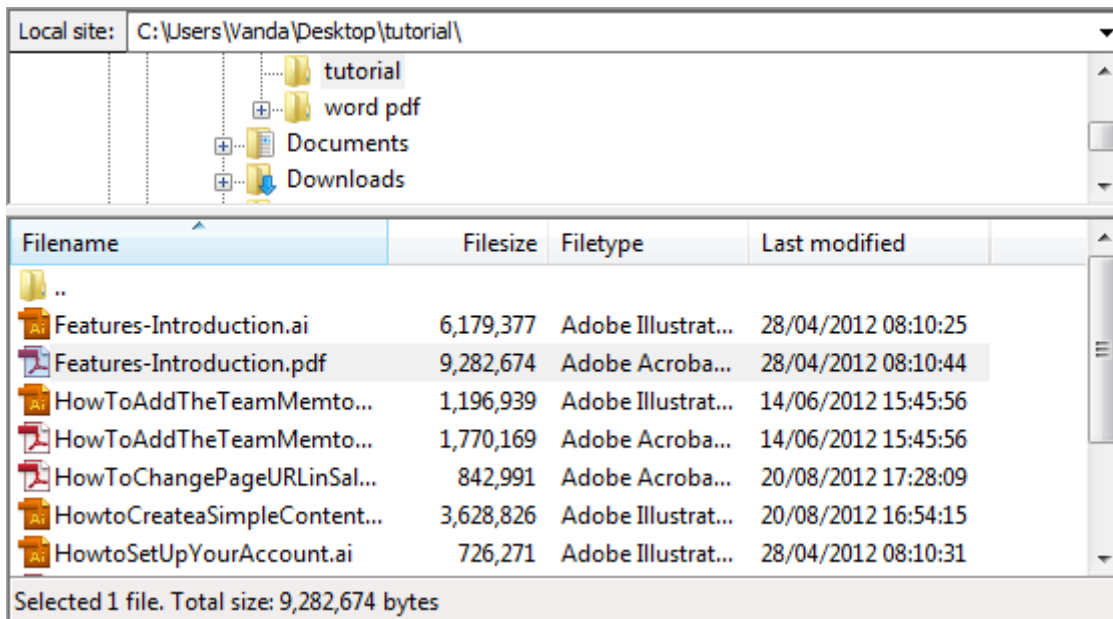 Local site: C:\Users\Vanda\Desktop\tutorial\
tutorial
word pdf
Documents
Downloads
Filename Filesize Filetype Last modified
..
Features-Introduction.ai 6,179,377 Adobe Illustrat... 28/04/2012 08:10:25
Features-Introduction.pdf 9,282,674 Adobe Acroba... 28/04/2012 08:10:44
HowToAddTheTeamMemto... 1,196,939 Adobe Illustrat... 14/06/2012 15:45:56
HowToAddTheTeamMemto... 1,770,169 Adobe Acroba... 14/06/2012 15:45:56
HowToChangePageURLinSal... 842,991 Adobe Acroba... 20/08/2012 17:28:09
HowtoCreateaSimpleContent... 3,628,826 Adobe Illustrat... 20/08/2012 16:54:15
HowtoSetUpYourAccount.ai 726,271 Adobe Illustrat... 28/04/2012 08:10:31
Selected 1 file. Total size: 9,282,674 bytes